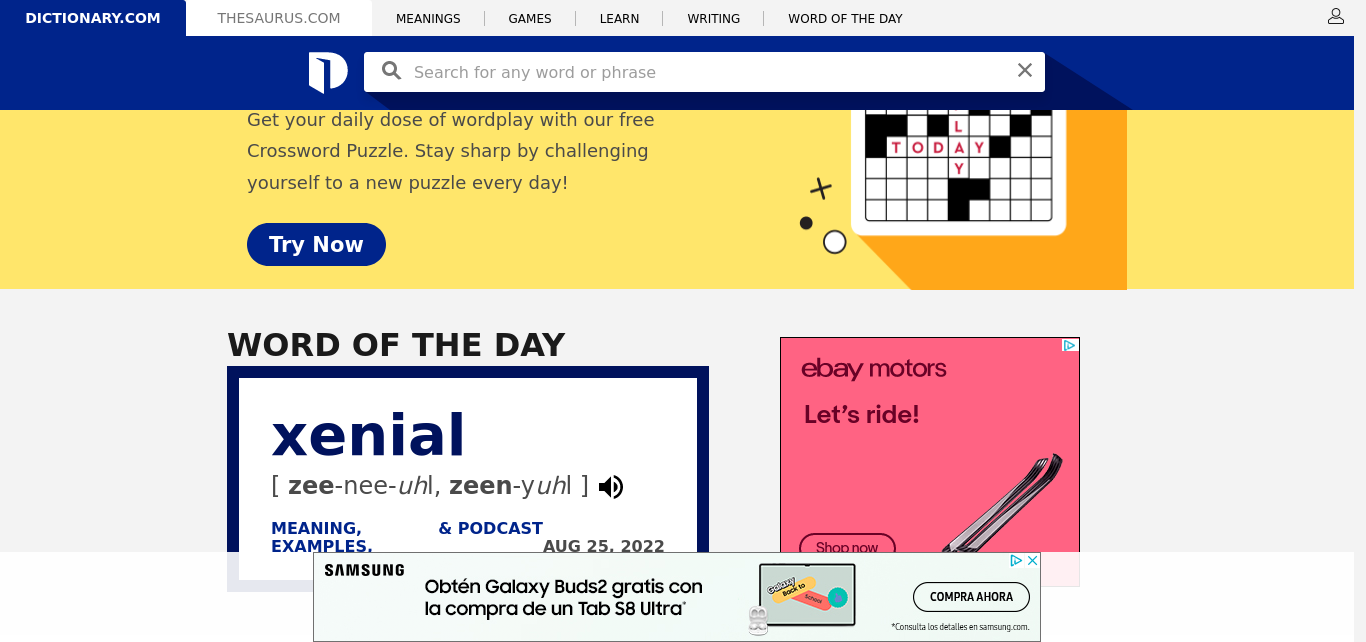 DICTIONARY.COM
THESAURUS.COM
MEANINGS
GAMES
LEARN
WRITING
WORD OF THE DAY
Search for any word or phrase
Get your daily dose of wordplay with our free
Crossword Puzzle. Stay sharp by challenging
yourself to a new puzzle every day!
L
TODAY
A
Y
Try Now
WORD OF THE DAY
xenial
[ zee-nee-uhl, zeen-yuhl ]
MEANING, & PODCAST
EXAMPLES, AUG 25, 2022
ebay motors
Let's ride!
Shop now
SAMSUNG
Obtén Galaxy Buds2 gratis con
la compra de un Tab S8 Ultra*
Galaxy
Back to
School
COMPRA AHORA
*Consulta los detalles en samsung.com.